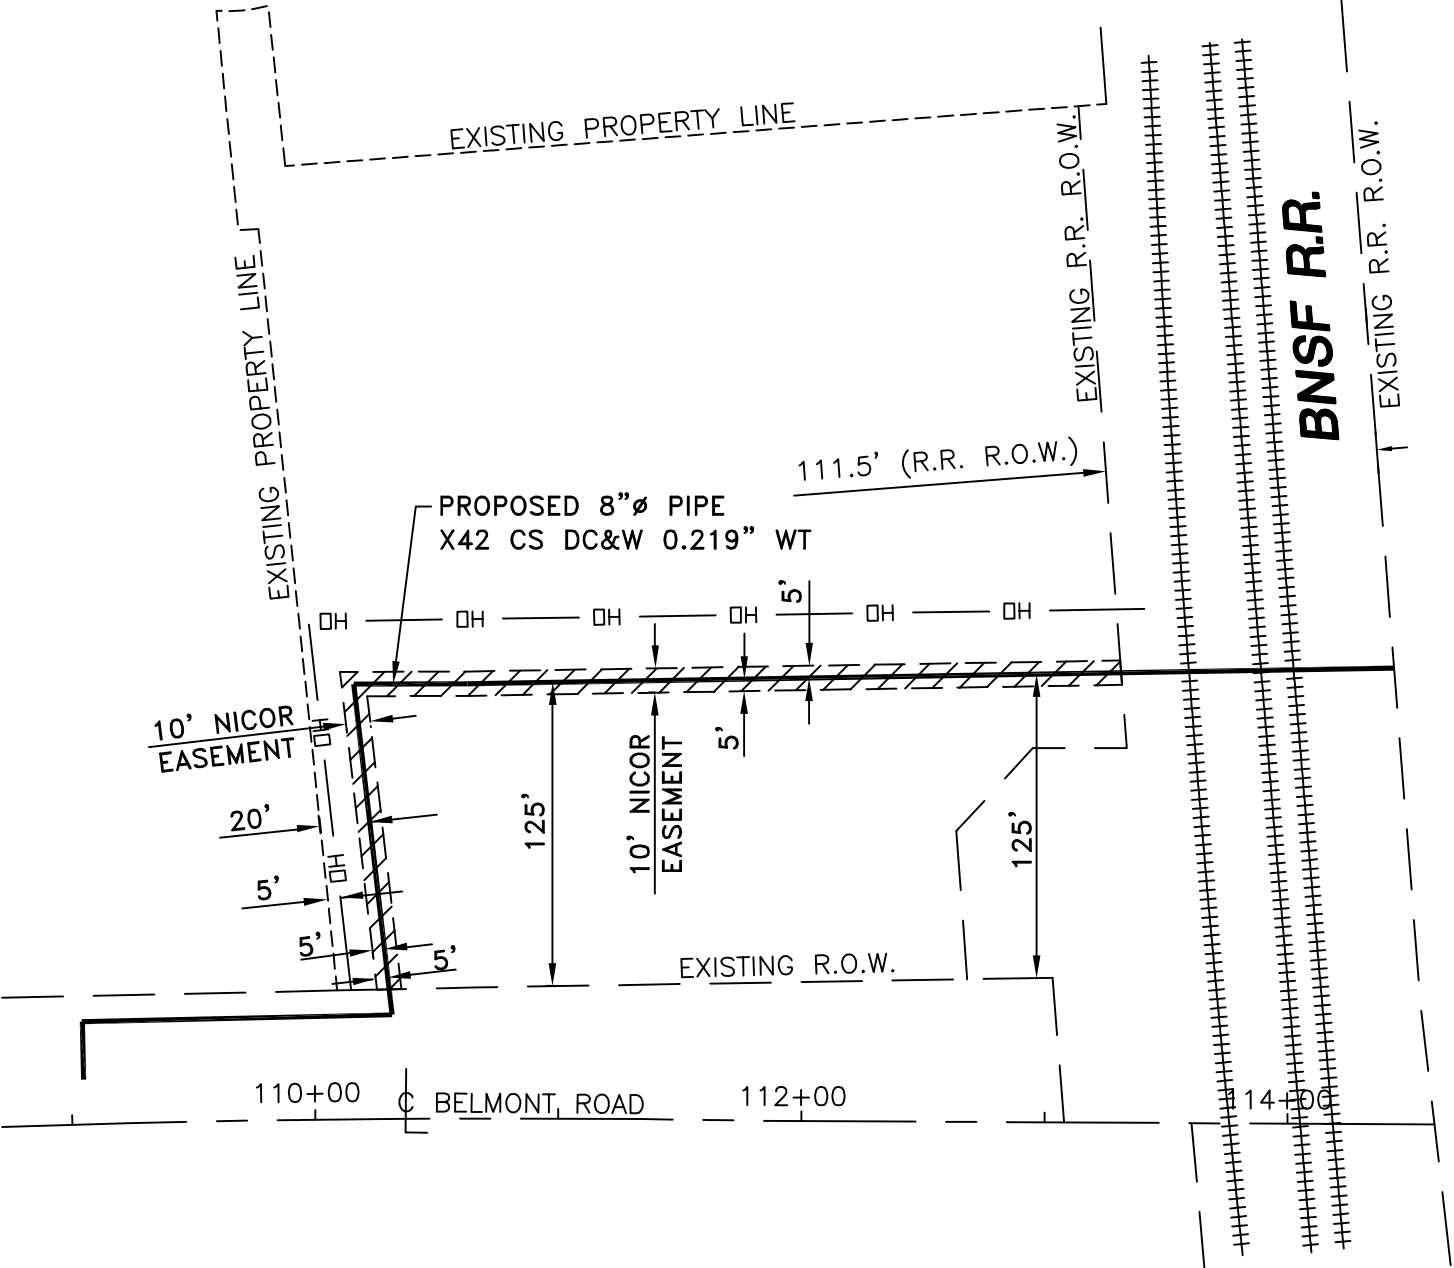 EXISTING PROPERTY LINE
EXISTING R.R. R.O.W.
EXISTING R.R. R.O.W.
BNSF R.R.
EXISTING PROPERTY LINE
111.5' (R.R. R.O.W.)
PROPOSED 8"ø PIPE
X42 CS DC&W 0.219" WT
5'
OH
OH
OH
OH
OH
OH
10' NICOR
EASEMENT
OH
5'
10' NICOR
EASEMENT
125'
125'
20'
OH
5'
5'
5'
EXISTING R.O.W.
110+00
112+00
114+00
C BELMONT ROAD